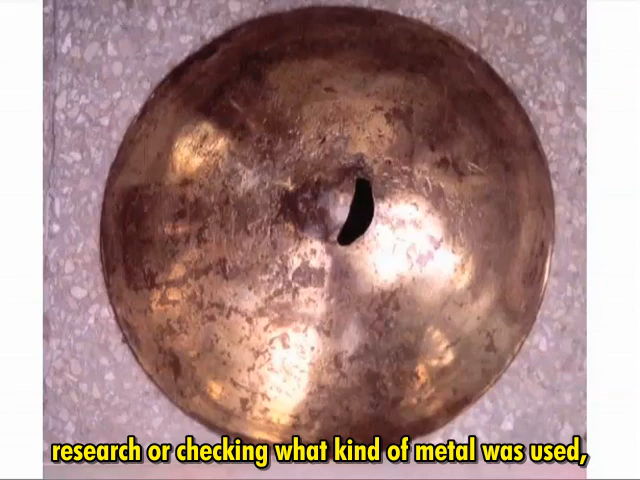 research or checking what kind of metal was used,